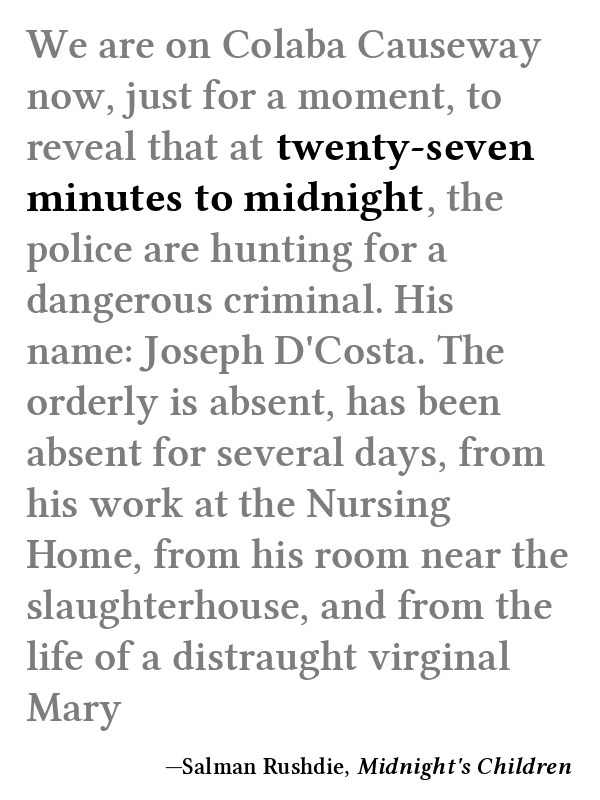 We are on Colaba Causeway
now, just for a moment, to
reveal that at twenty-seven
minutes to midnight, the
police are hunting for a
dangerous criminal. His
name: Joseph D'Costa. The
orderly is absent, has been
absent for several days, from
his work at the Nursing
Home, from his room near the
slaughterhouse, and from the
life of a distraught virginal
Mary
—Salman Rushdie, Midnight's Children